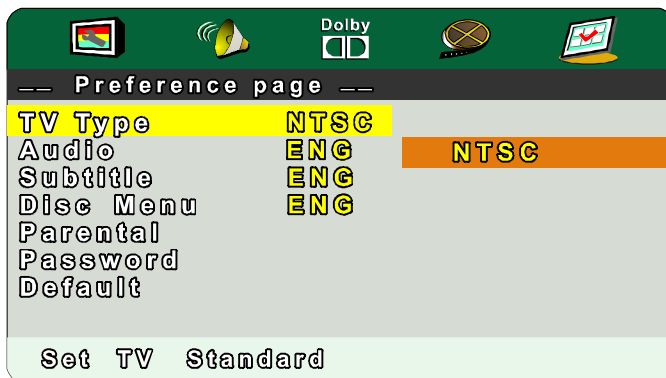 Dolby
-- Preference page --
TV Type NTSC
Audio ENG NTSC
Subtitle ENG
Disc Menu ENG
Parental
Password
Default
Set TV Standard